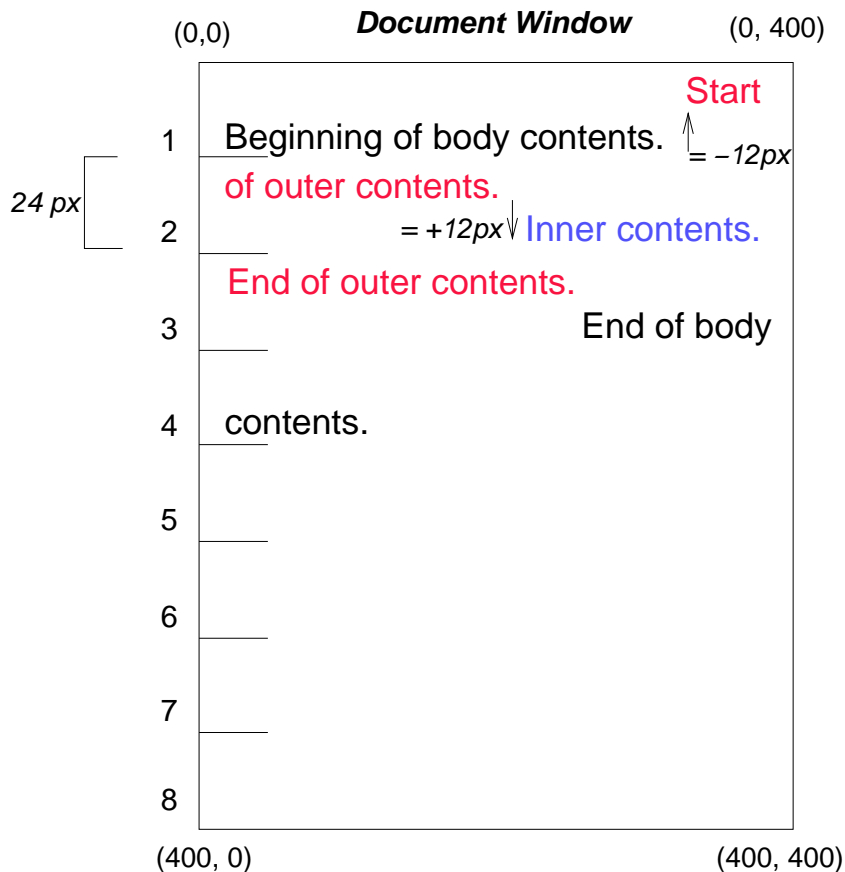 Document Window
(0,0) (0, 400)
Start
1 Beginning of body contents. = −12px
of outer contents.
24 px
2 = +12px Inner contents.
End of outer contents.
3 End of body
4 contents.
5
6
7
8
(400, 0) (400, 400)